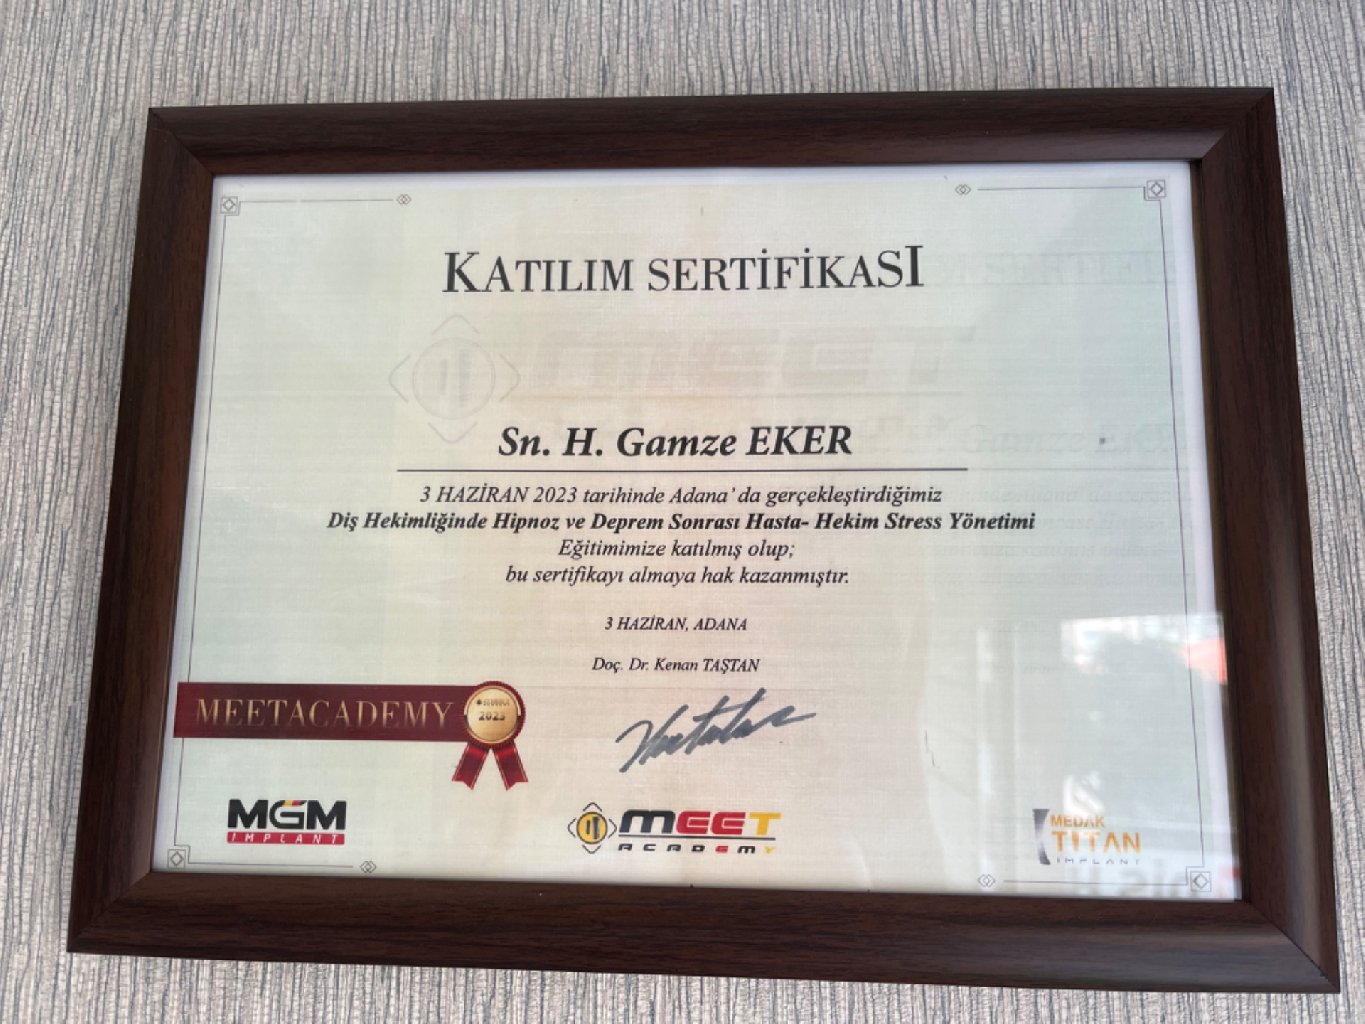 KATILIM SERTİFİKASI
MEET
Sn. H. Gamze EKER
3 HAZİRAN 2023 tarihinde Adana' da gerçekleştirdiğimiz
Diş Hekimliğinde Hipnoz ve Deprem Sonrası Hasta- Hekim Stress Yönetimi
Eğitimimize katılmış olup;
bu sertifikayı almaya hak kazanmıştır.
3 HAZİRAN, ADANA
Doç. Dr. Kenan TAŞTAN
MEETACADEMY
2023
MGM
IMPLANT
MEET
ACADEMY
MEDAK
TITAN
IMPLANT